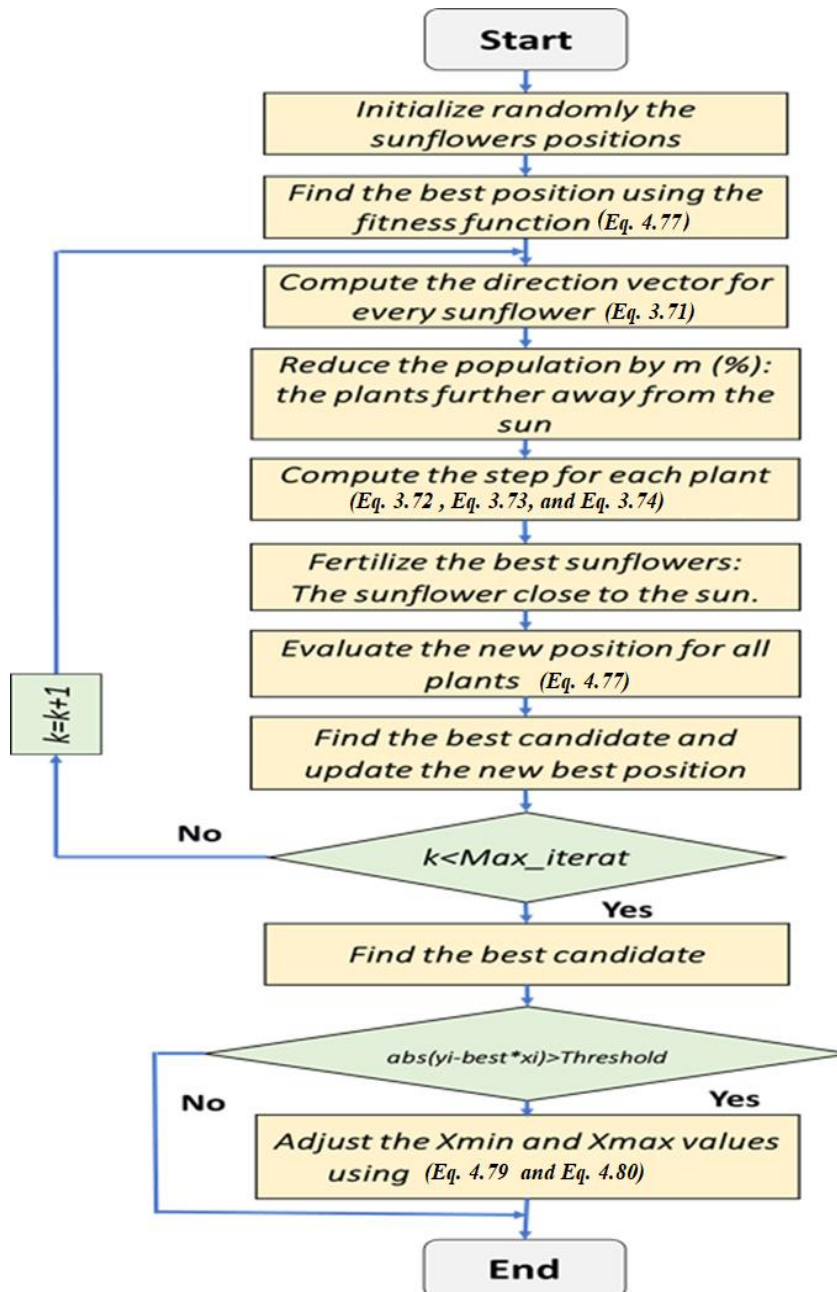 Start
Initialize randomly the
sunflowers positions
Find the best position using the
fitness function (Eq. 4.77)
Compute the direction vector for
every sunflower (Eq. 3.71)
Reduce the population by m (%):
the plants further away from the
sun
Compute the step for each plant
(Eq. 3.72 , Eq. 3.73, and Eq. 3.74)
Fertilize the best sunflowers:
The sunflower close to the sun.
Evaluate the new position for all
plants (Eq. 4.77)
k=k+1
Find the best candidate and
update the new best position
No
k<Max_iterat
Yes
Find the best candidate
abs(yi-best*xi)>Threshold
No
Yes
Adjust the Xmin and Xmax values
using (Eq. 4.79 and Eq. 4.80)
End